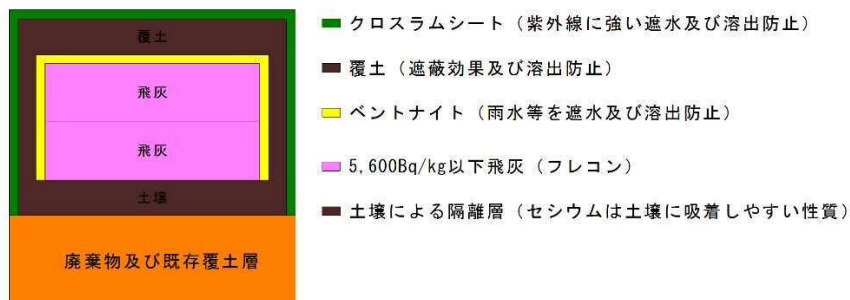 覆土
飛灰
飛灰
土壌
廃棄物及び既存覆土層
クロスラムシート（紫外線に強い遮水及び溶出防止）
覆土（遮蔽効果及び溶出防止）
ベントナイト（雨水等を遮水及び溶出防止）
5,600Bq/kg以下飛灰（フレコン）
土壌による隔離層（セシウムは土壌に吸着しやすい性質）